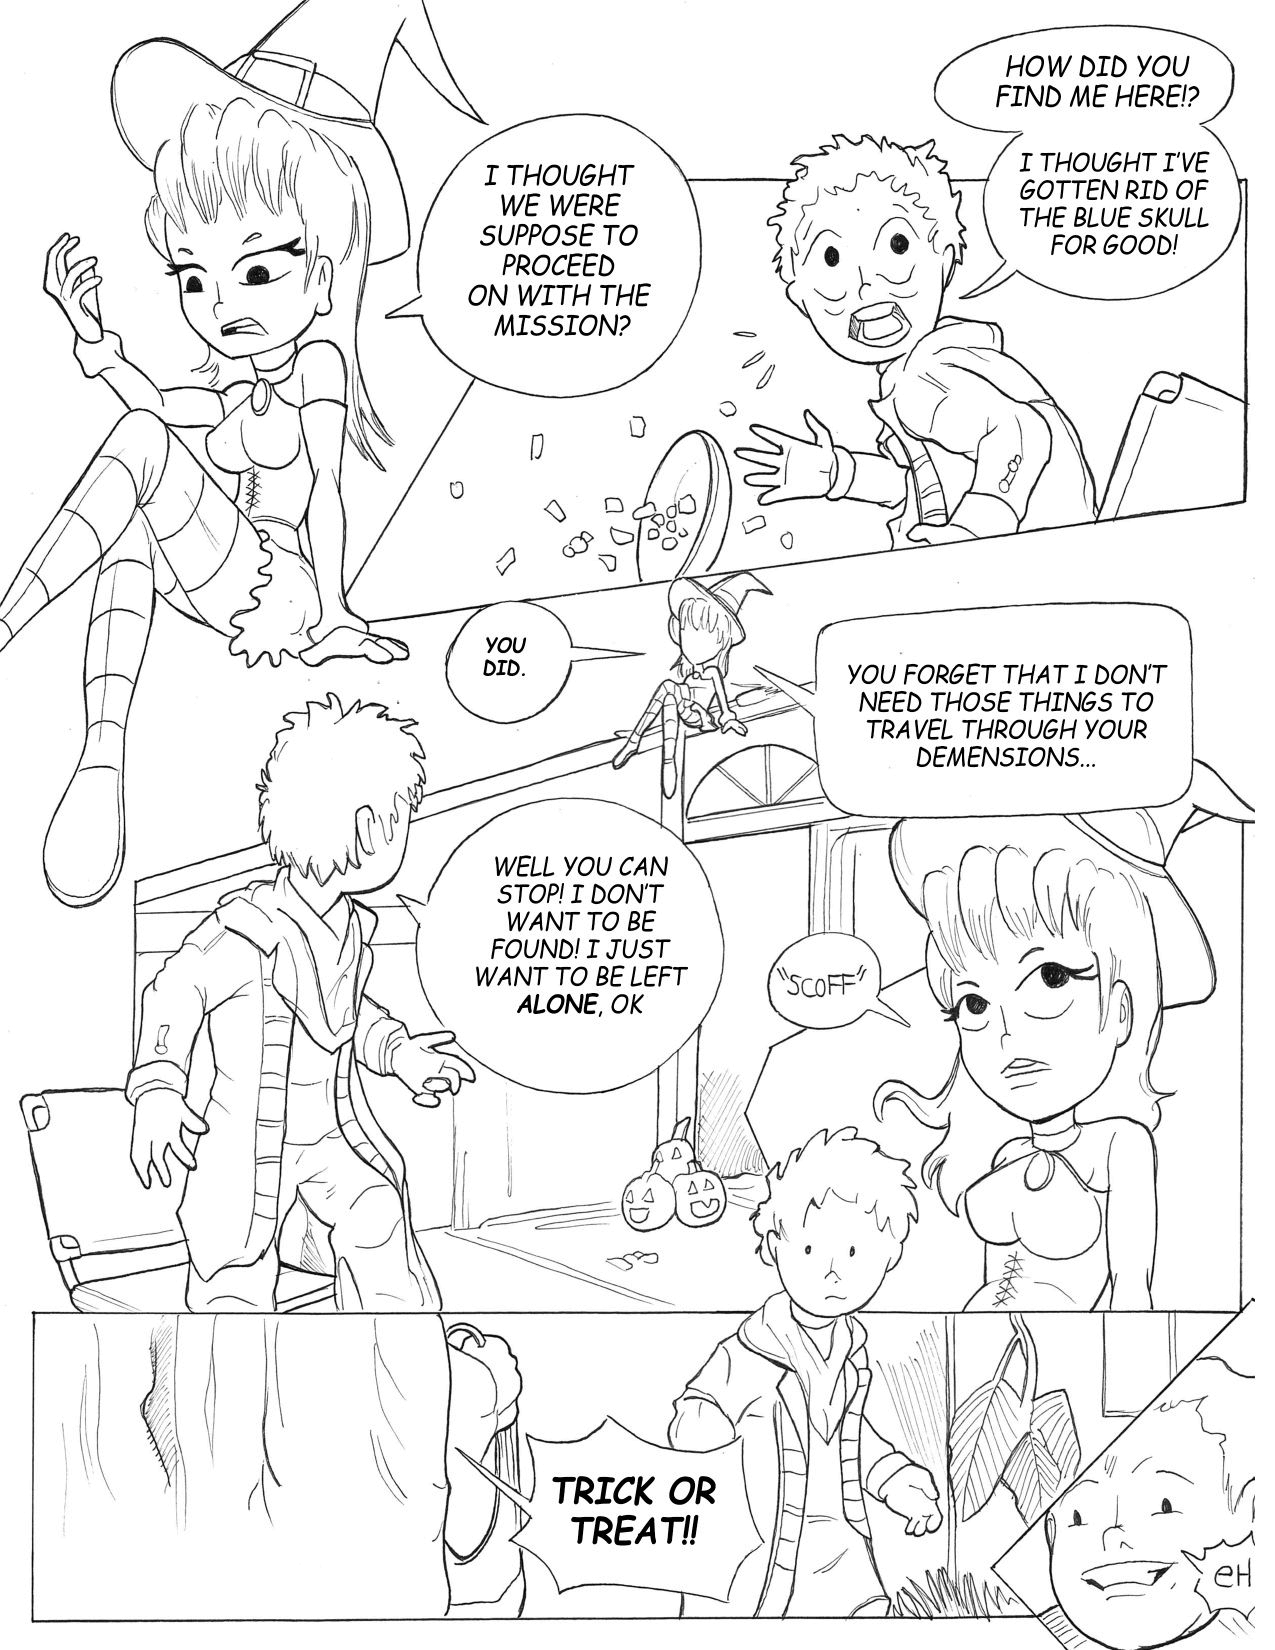 I THOUGHT
WE WERE
SUPPOSE TO
PROCEED
ON WITH THE
MISSION?
HOW DID YOU
FIND ME HERE!?
I THOUGHT I'VE
GOTTEN RID OF
THE BLUE SKULL
FOR GOOD!
YOU
DID.
YOU FORGET THAT I DON'T
NEED THOSE THINGS TO
TRAVEL THROUGH YOUR
DEMENSIONS...
WELL YOU CAN
STOP! I DON'T
WANT TO BE
FOUND! I JUST
WANT TO BE LEFT
ALONE, OK
"SCOFF"
TRICK OR
TREAT!!
eH